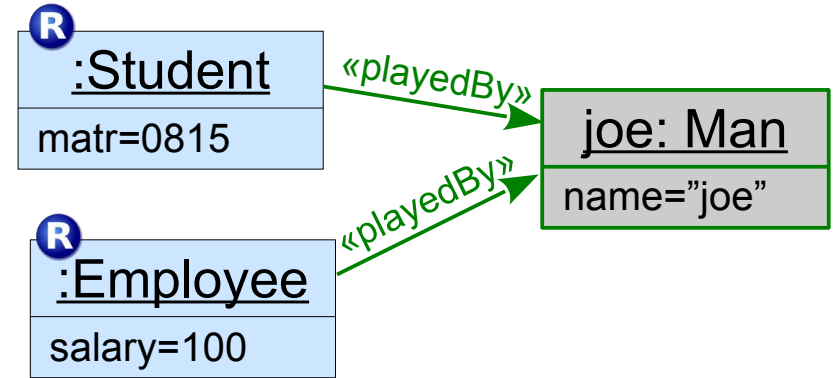 R
:Student
matr=0815
«playedBy»
joe: Man
name=”joe”
«playedBy»
R
:Employee
salary=100